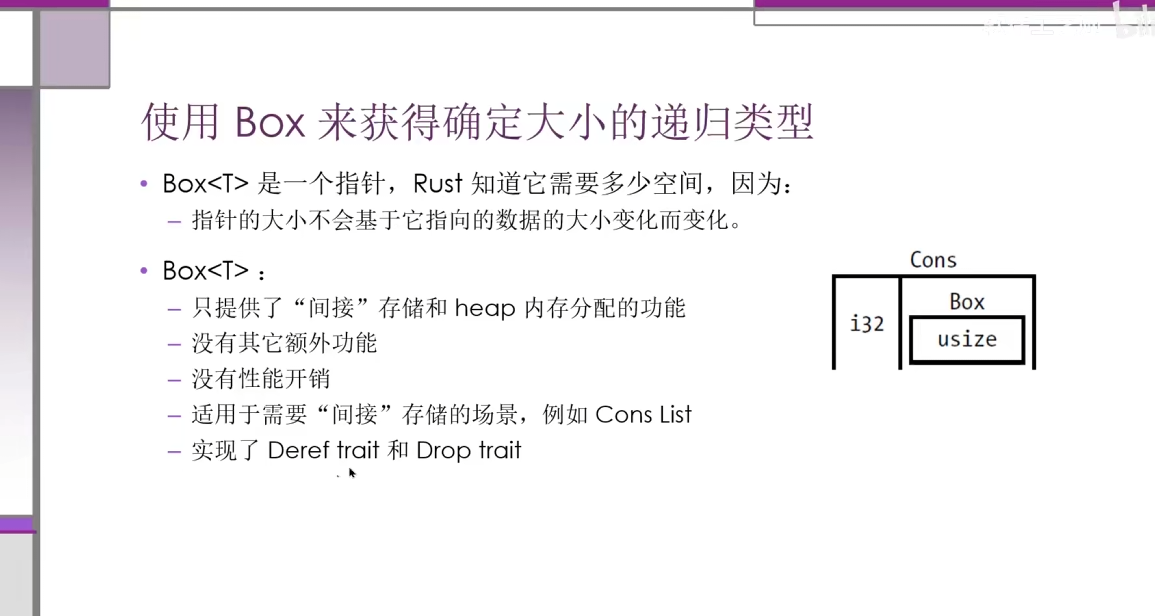 使用 Box 来获得确定大小的递归类型
• Box<T> 是一个指针，Rust 知道它需要多少空间，因为：
– 指针的大小不会基于它指向的数据的大小变化而变化。
• Box<T> ：
– 只提供了“间接”存储和 heap 内存分配的功能
– 没有其它额外功能
– 没有性能开销
– 适用于需要“间接”存储的场景，例如 Cons List
– 实现了 Deref trait 和 Drop trait
Cons
Box
i32
usize